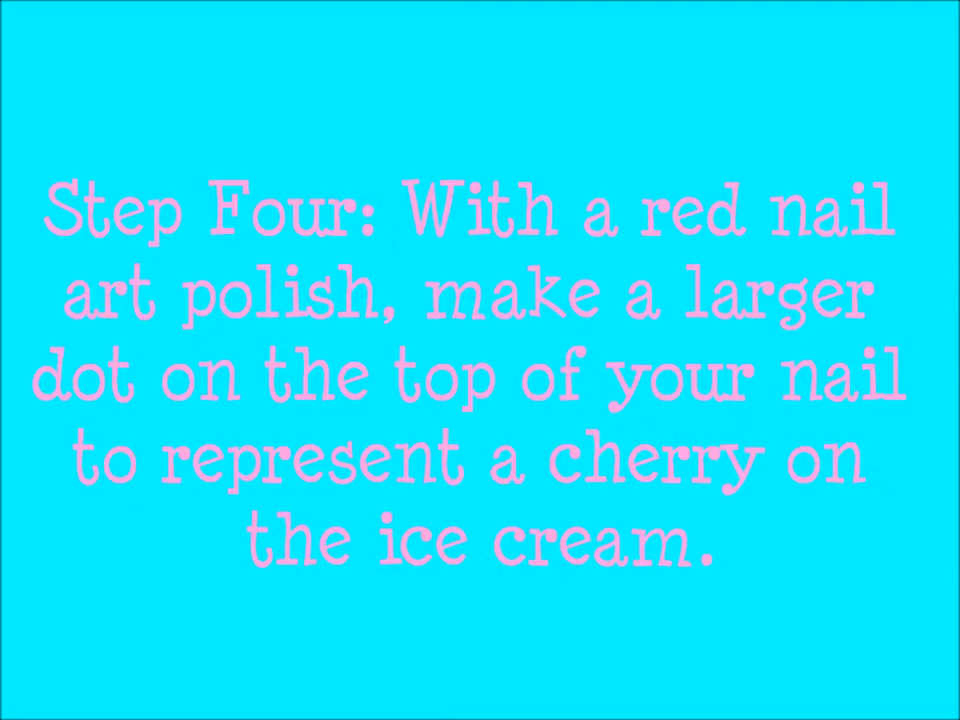 Step Four: With a red nail
art polish, make a larger
dot on the top of your nail
to represent a cherry on
the ice cream.